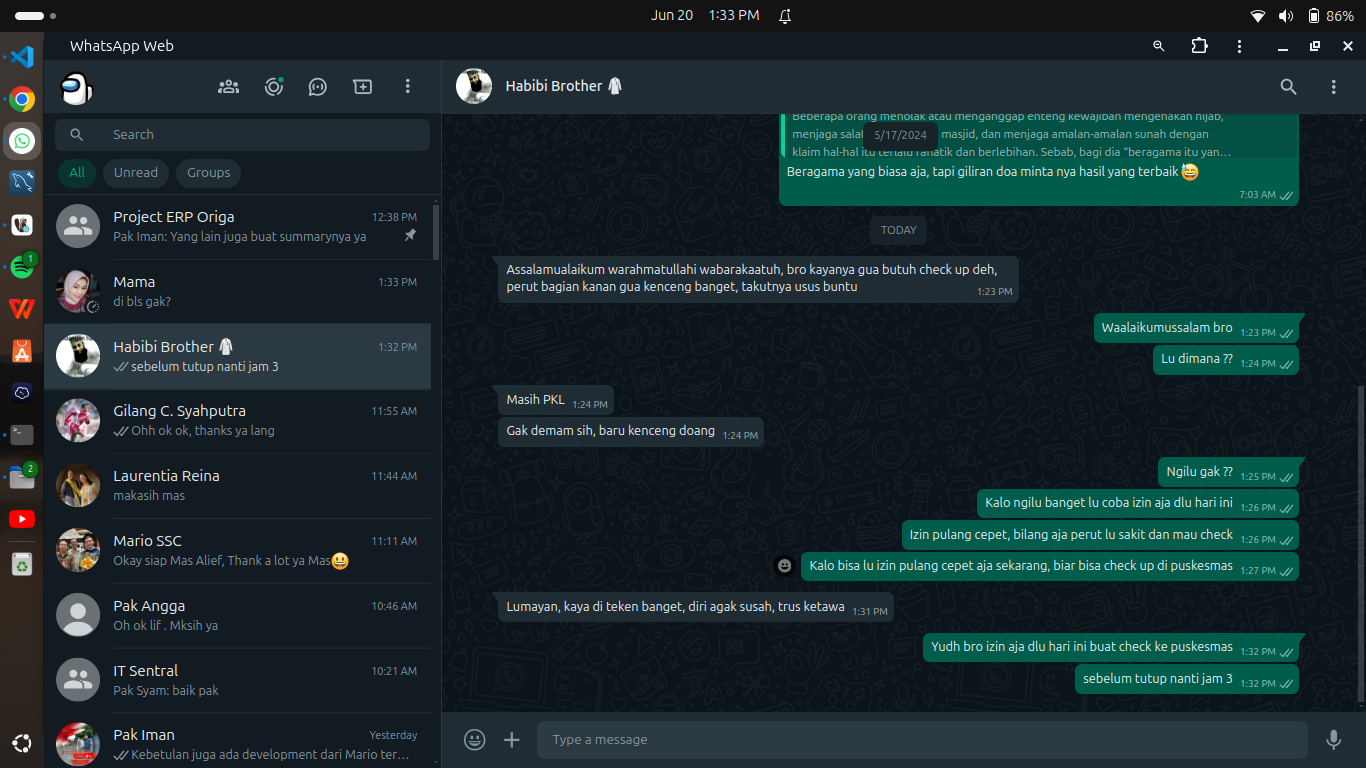 Jun 20 1:33 PM
86%
WhatsApp Web
Habibi Brother
Search
All
Unread
Groups
Project ERP Origa
12:38 PM
Pak Iman: Yang lain juga buat summarynya ya
Mama
1:33 PM
di bls gak?
Habibi Brother
1:32 PM
sebelum tutup nanti jam 3
Gilang C. Syahputra
11:55 AM
Ohh ok ok, thanks ya lang
Laurentia Reina
11:44 AM
makasih mas
Mario SSC
11:11 AM
Okay siap Mas Alief, Thank a lot ya Mas😃
Pak Angga
10:46 AM
Oh ok lif . Mksih ya
IT Sentral
10:21 AM
Pak Syam: baik pak
Pak Iman
Yesterday
Kebetulan juga ada development dari Mario ter...
1
2
Beberapa orang menolak atau menganggap enteng kewajiban mengenakan hijab,
menjaga masjid, dan menjaga amalan-amalan sunah dengan
klaim hal-hal itu terlalu fanatik dan berlebihan. Sebab, bagi dia “beragama itu yan...
5/17/2024
Beragama yang biasa aja, tapi giliran doa minta nya hasil yang terbaik 😅
7:03 AM
TODAY
Assalamualaikum warahmatullahi wabarakaatuh, bro kayanya gua butuh check up deh,
perut bagian kanan gua kenceng banget, takutnya usus buntu
1:23 PM
Waalaikumussalam bro 1:23 PM
Lu dimana ?? 1:24 PM
Masih PKL 1:24 PM
Gak demam sih, baru kenceng doang 1:24 PM
Ngilu gak ?? 1:25 PM
Kalo ngilu banget lu coba izin aja dlu hari ini 1:26 PM
Izin pulang cepet, bilang aja perut lu sakit dan mau check 1:26 PM
Kalo bisa lu izin pulang cepet aja sekarang, biar bisa check up di puskesmas 1:27 PM
Lumayan, kaya di teken banget, diri agak susah, trus ketawa 1:31 PM
Yudh bro izin aja dlu hari ini buat check ke puskesmas 1:32 PM
sebelum tutup nanti jam 3 1:32 PM
Type a message